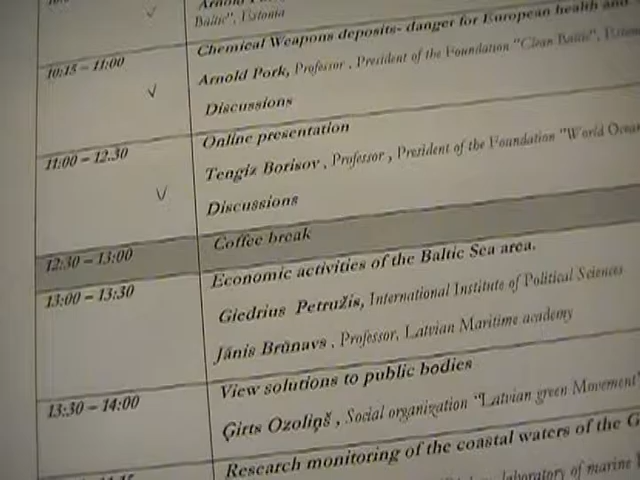 Baltic", Estonia
10:15 – 11:00
Chemical Weapons deposits- danger for European health and
Arnold Pork, Professor , President of the Foundation "Clean Baltic",
Discussions
11:00 – 12.30
Online presentation
Tengiz Borisov , Professor , President of the Foundation "World Ocean
Discussions
12:30 – 13:00
Coffee break
13:00 – 13:30
Economic activities of the Baltic Sea area.
Giedrius Petružis, International Institute of Political Sciences
Jānis Brūnavs , Professor, Latvian Maritime academy
13:30 – 14:00
View solutions to public bodies
Ģirts Ozoliņš , Social organization "Latvian green Movement"
Research monitoring of the coastal waters of the G
laboratory of marine